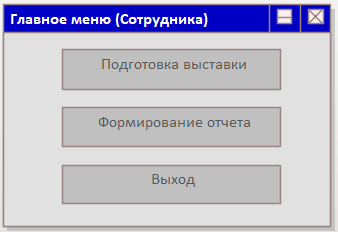 Главное меню (Сотрудника)
Подготовка выставки
Формирование отчета
Выход